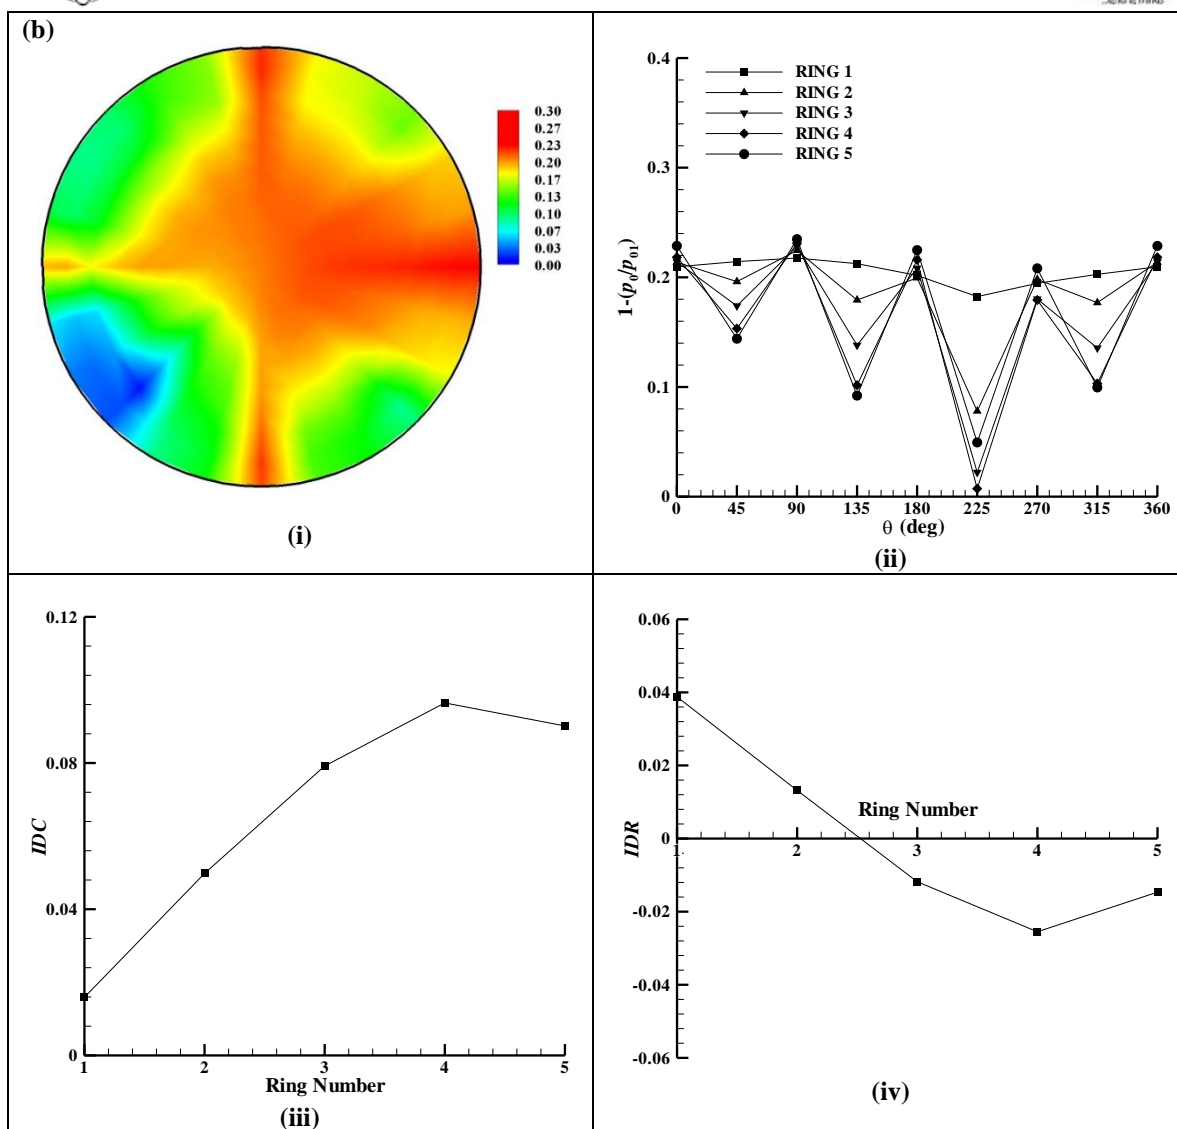 (b)
0.30
0.27
0.23
0.20
0.17
0.13
0.10
0.07
0.03
0.00
(i)
0.4
0.3
0.2
0.1
0
1-(p0/p01)
RING 1
RING 2
RING 3
RING 4
RING 5
0 45 90 135 180 225 270 315 360
θ (deg)
(ii)
0.12
0.08
0.04
0
IDC
1 2 3 4 5
Ring Number
(iii)
0.06
0.04
0.02
0
-0.02
-0.04
-0.06
IDR
Ring Number
1 2 3 4 5
(iv)